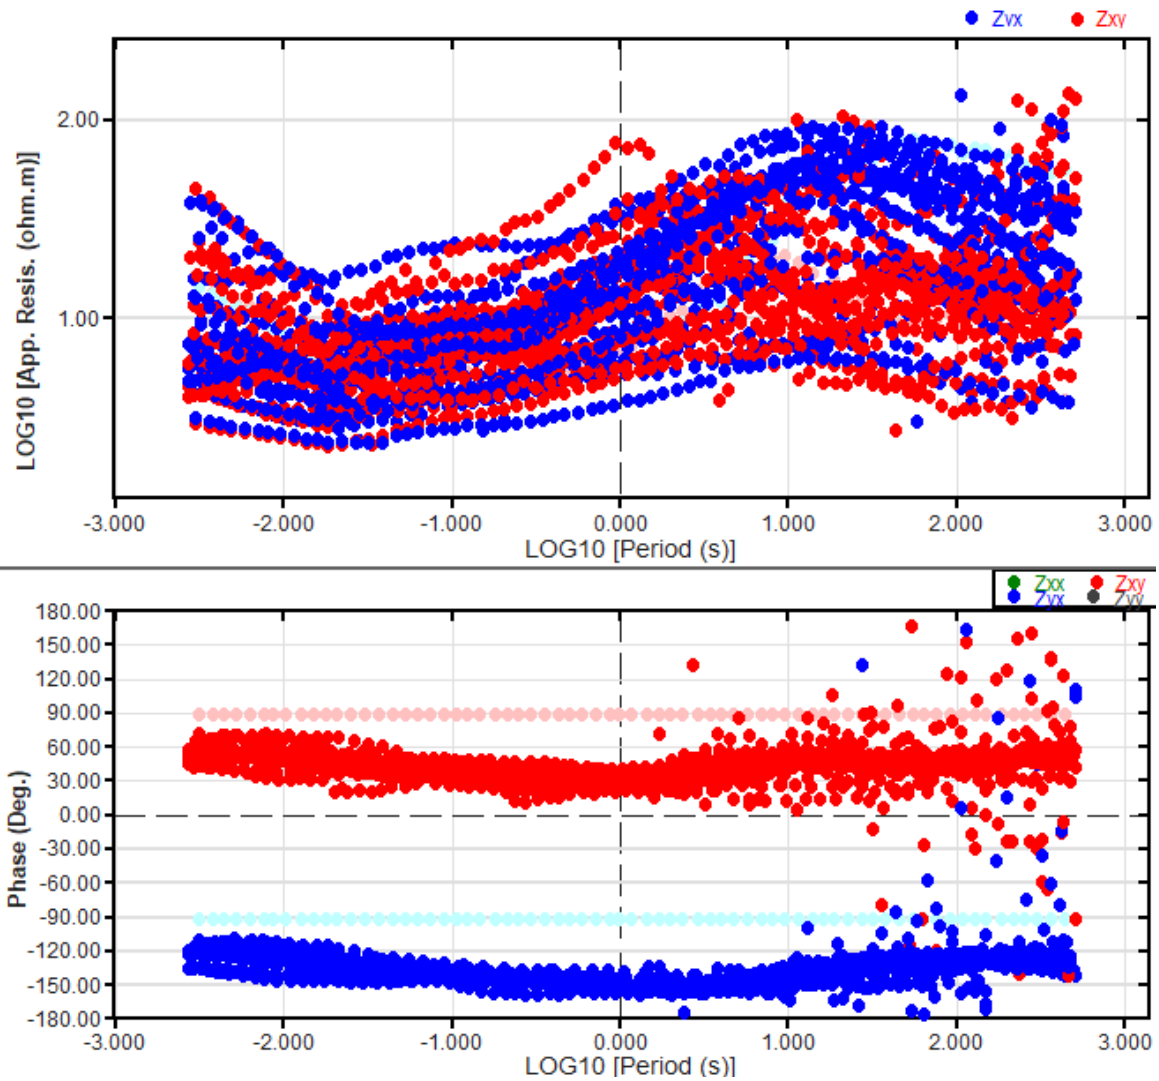 Zyx Zxy
LOG10 [App. Resis. (ohm.m)]
2.00
1.00
-3.000 -2.000 -1.000 0.000 1.000 2.000 3.000
LOG10 [Period (s)]
Zxx Zxy
Zyx Zyy
Phase (Deg.)
180.00
150.00
120.00
90.00
60.00
30.00
0.00
-30.00
-60.00
-90.00
-120.00
-150.00
-180.00
-3.000 -2.000 -1.000 0.000 1.000 2.000 3.000
LOG10 [Period (s)]